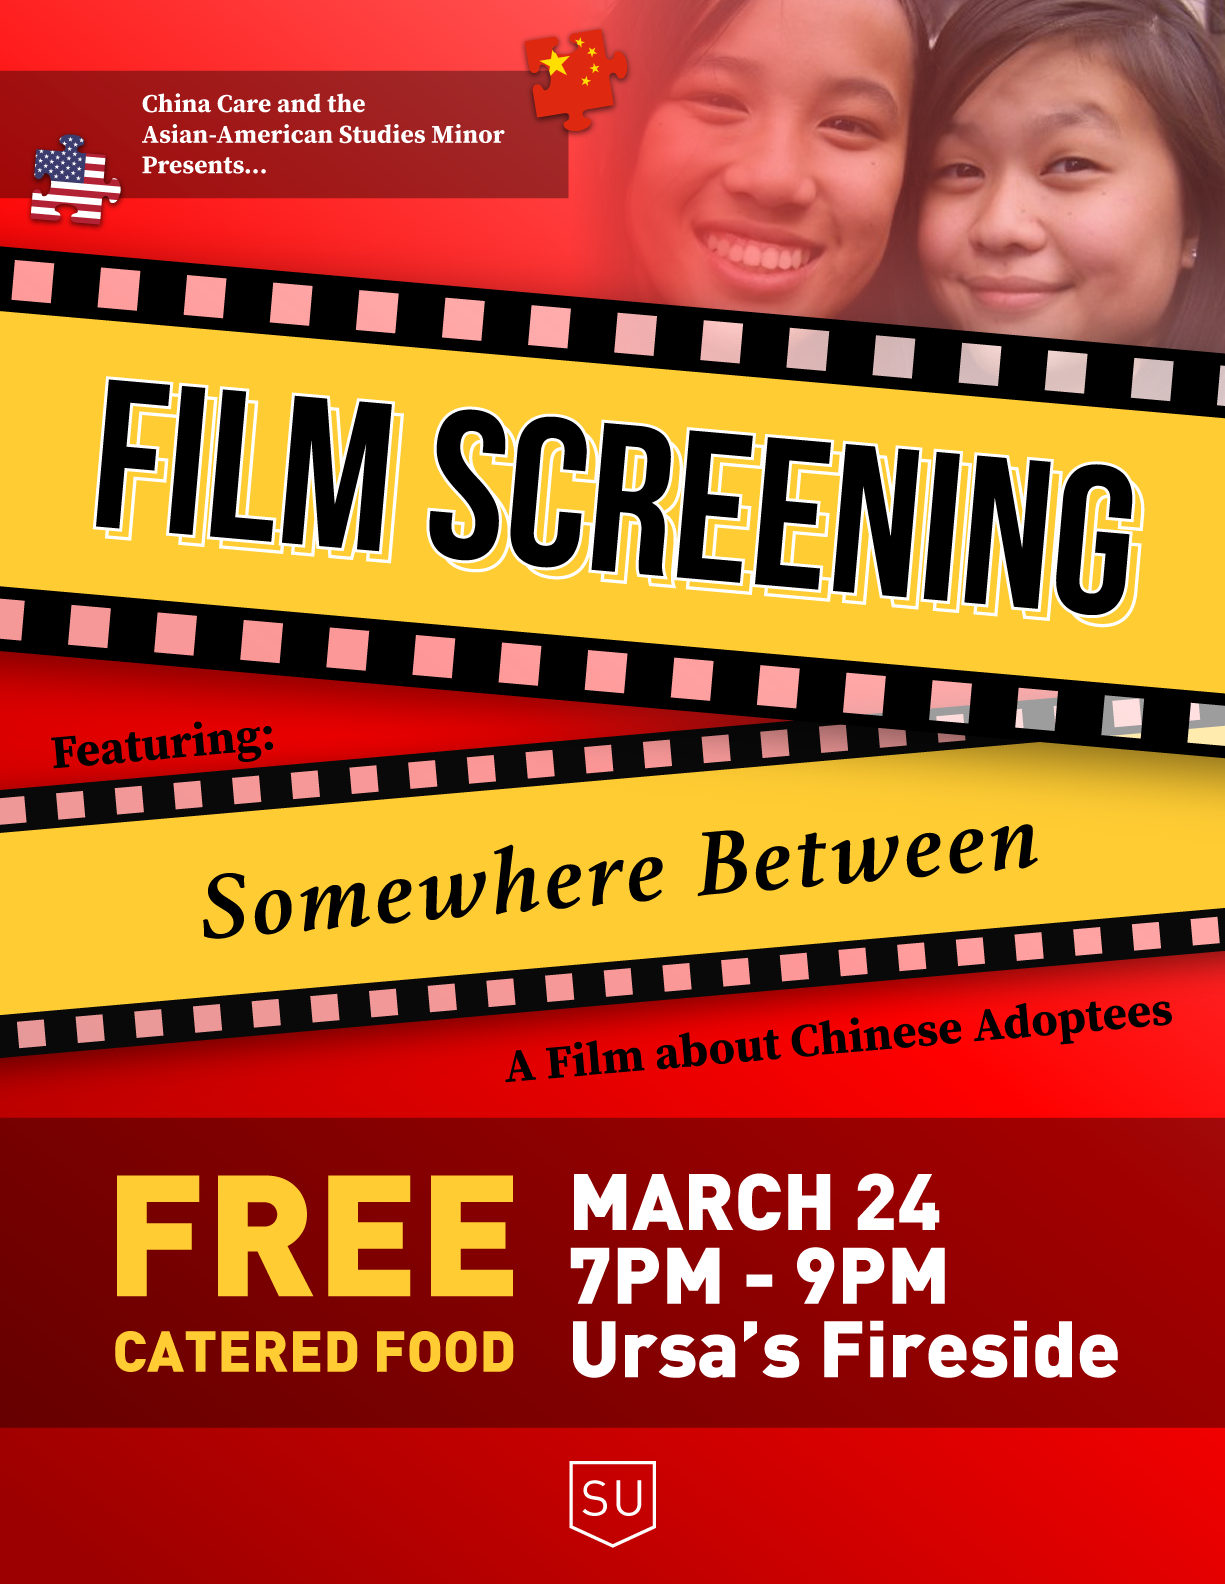 China Care and the
Asian-American Studies Minor
Presents...
FILM SCREENING
Featuring:
Somewhere Between
A Film about Chinese Adoptees
FREE
CATERED FOOD
MARCH 24
7PM - 9PM
Ursa's Fireside
SU